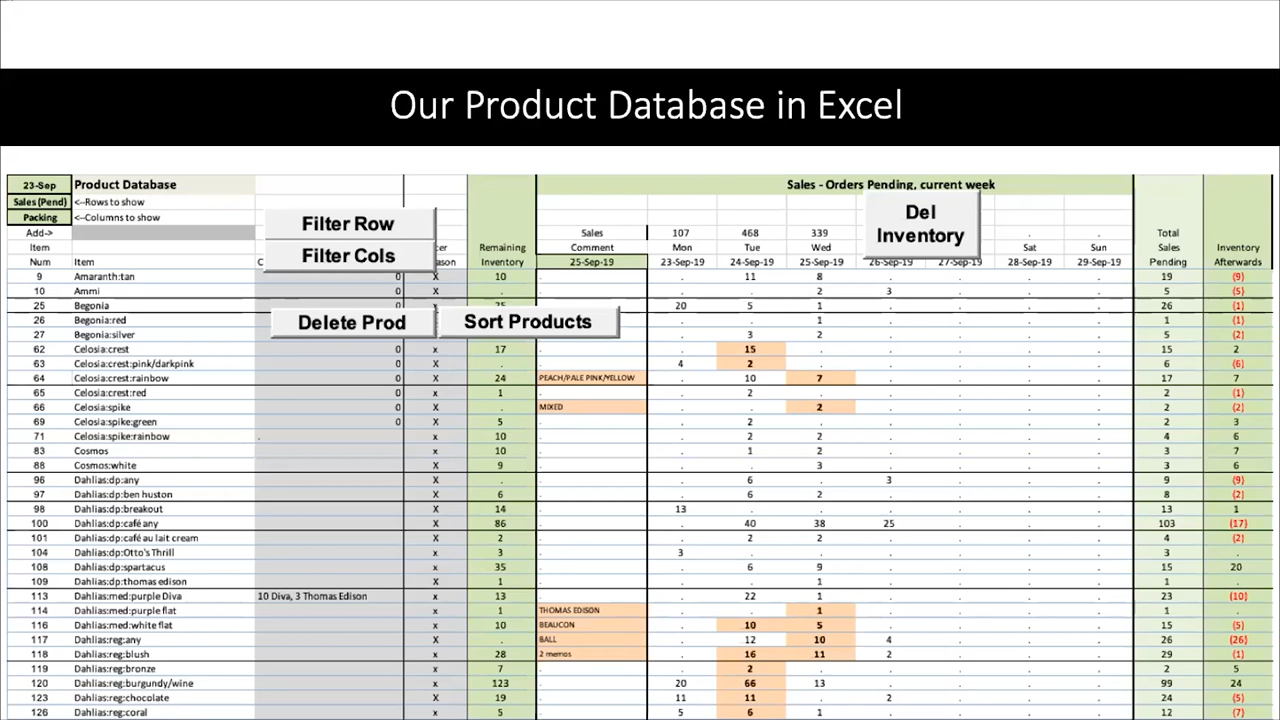 Our Product Database in Excel
23-Sep Product Database Sales - Orders Pending, current week
Sales (Pend) <--Rows to show
Packing <--Columns to show
Filter Row
Filter Cols
Del
Inventory
Delete Prod
Sort Products
Add-> Sales 107 468 339 . . Total
Item Remaining Comment Mon Tue Wed Sat Sun Sales Inventory
Num Item Inventory 25-Sep-19 23-Sep-19 24-Sep-19 25-Sep-19 26-Sep-19 27-Sep-19 28-Sep-19 29-Sep-19 Pending Afterwards
9 Amaranth:tan 0 X 10 . . 11 8 . . . . 19 (9)
10 Ammi 0 X . . . . 2 3 . . . 5 (5)
25 Begonia 0 25 . 20 5 1 . . . . 26 (1)
26 Begonia:red . 1 . . . . 1 (1)
27 Begonia:silver . 3 2 . . . . 5 (2)
62 Celosia:crest 0 x 17 . . 15 . . . . . 15 2
63 Celosia:crest:pink/darkpink 0 X . . 4 2 . . . . . 6 (6)
64 Celosia:crest:rainbow 0 x 24 PEACH/PALE PINK/YELLOW . 10 7 . . . . 17 7
65 Celosia:crest:red 0 x 1 . . 2 . . . . . 2 (1)
66 Celosia:spike 0 X . MIXED . . 2 . . . . 2 (2)
69 Celosia:spike:green 0 X 5 . . 2 . . . . . 2 3
71 Celosia:spike:rainbow . x 10 . . 2 2 . . . . 4 6
83 Cosmos x 10 . . 1 2 . . . . 3 7
88 Cosmos:white X 9 . . . 3 . . . . 3 6
96 Dahlias:dp:any X . . . 6 . 3 . . . 9 (9)
97 Dahlias:dp:ben huston X 6 . . 6 2 . . . . 8 (2)
109 Dahlias:dp:breakout X 14 . 13 . . . . . . 13 1
100 Dahlias:dp:café any X 86 . . 40 38 25 . . . 103 (17)
101 Dahlias:dp:café au lait cream X 2 . . 2 2 . . . . 4 (2)
104 Dahlias:dp:Otto's Thrill x 3 . 3 . . . . . . 3 .
108 Dahlias:dp:spartacus x 35 . . 6 9 . . . . 15 20
109 Dahlias:dp:thomas edison X 1 . . . 1 . . . . 1 .
113 Dahlias:med:purple Diva 10 Diva, 3 Thomas Edison x 13 . . 22 1 . . . . 23 (10)
114 Dahlias:med:purple flat x 1 THOMAS EDISON . . 1 . . . . 1 .
116 Dahlias:med:white flat x 10 BEAUCON . 10 5 . . . . 15 (5)
117 Dahlias:reg:any X . BALL . 12 10 4 . . . 26 (26)
118 Dahlias:reg:blush x 28 2 memos . 16 11 2 . . . 29 (1)
119 Dahlias:reg:bronze x 7 . . 2 . . . . . 2 5
120 Dahlias:reg:burgundy/wine x 123 . 20 66 13 . . . . 99 24
123 Dahlias:reg:chocolate X 19 . 11 11 . 2 . . . 24 (5)
126 Dahlias:reg:coral x 5 . 5 6 1 . . . . 12 (7)